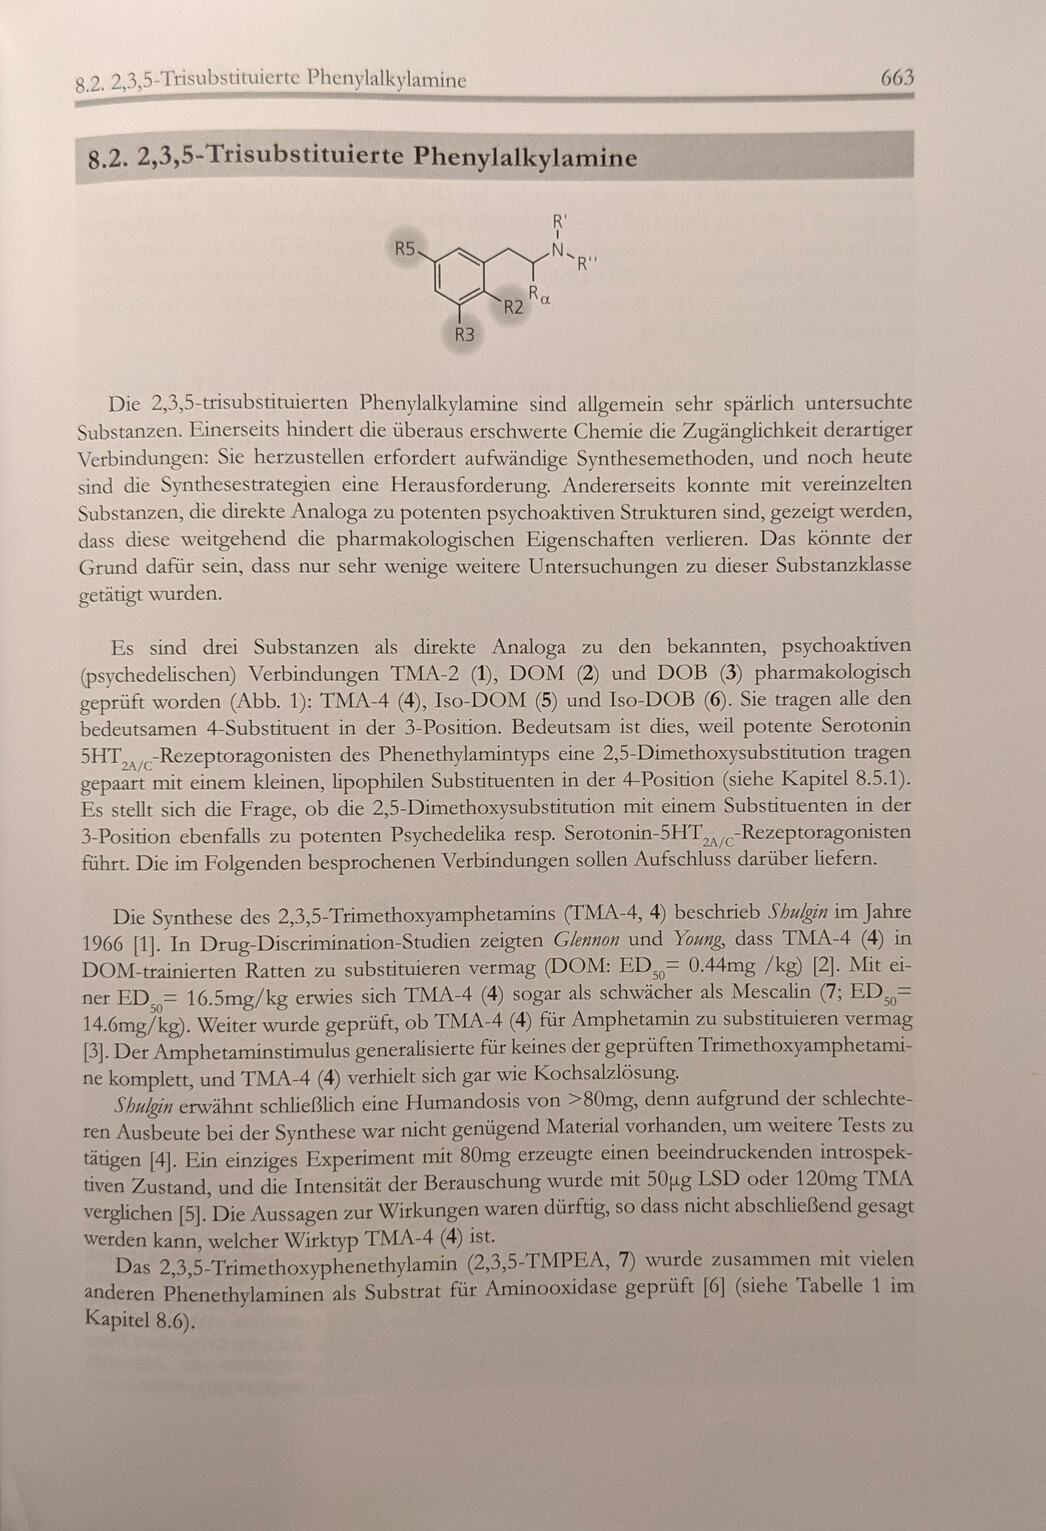 8.2. 2,3,5-Trisubstituierte Phenylalkylamine 663
8.2. 2,3,5-Trisubstituierte Phenylalkylamine
R'
R5
N
R''
Rα
R2
R3
Die 2,3,5-trisubstituierten Phenylalkylamine sind allgemein sehr spärlich untersuchte
Substanzen. Einerseits hindert die überaus erschwerte Chemie die Zugänglichkeit derartiger
Verbindungen: Sie herzustellen erfordert aufwändige Synthesemethoden, und noch heute
sind die Synthesestrategien eine Herausforderung. Andererseits konnte mit vereinzelten
Substanzen, die direkte Analoga zu potenten psychoaktiven Strukturen sind, gezeigt werden,
dass diese weitgehend die pharmakologischen Eigenschaften verlieren. Das könnte der
Grund dafür sein, dass nur sehr wenige weitere Untersuchungen zu dieser Substanzklasse
getätigt wurden.
Es sind drei Substanzen als direkte Analoga zu den bekannten, psychoaktiven
(psychedelischen) Verbindungen TMA-2 (1), DOM (2) und DOB (3) pharmakologisch
geprüft worden (Abb. 1): TMA-4 (4), Iso-DOM (5) und Iso-DOB (6). Sie tragen alle den
bedeutsamen 4-Substituent in der 3-Position. Bedeutsam ist dies, weil potente Serotonin
5HT2A/C-Rezeptoragonisten des Phenethylamintyps eine 2,5-Dimethoxysubstitution tragen
gepaart mit einem kleinen, lipophilen Substituenten in der 4-Position (siehe Kapitel 8.5.1).
Es stellt sich die Frage, ob die 2,5-Dimethoxysubstitution mit einem Substituenten in der
3-Position ebenfalls zu potenten Psychedelika resp. Serotonin-5HT2A/C-Rezeptoragonisten
führt. Die im Folgenden besprochenen Verbindungen sollen Aufschluss darüber liefern.
Die Synthese des 2,3,5-Trimethoxyamphetamins (TMA-4, 4) beschrieb Shulgin im Jahre
1966 [1]. In Drug-Discrimination-Studien zeigten Glennon und Young, dass TMA-4 (4) in
DOM-trainierten Ratten zu substituieren vermag (DOM: ED50= 0.44mg /kg) [2]. Mit ei-
ner ED50= 16.5mg/kg erwies sich TMA-4 (4) sogar als schwächer als Mescalin (7; ED50=
14.6mg/kg). Weiter wurde geprüft, ob TMA-4 (4) für Amphetamin zu substituieren vermag
[3]. Der Amphetaminstimulus generalisierte für keines der geprüften Trimethoxyamphetami-
ne komplett, und TMA-4 (4) verhielt sich gar wie Kochsalzlösung.
Shulgin erwähnt schließlich eine Humandosis von >80mg, denn aufgrund der schlechte-
ren Ausbeute bei der Synthese war nicht genügend Material vorhanden, um weitere Tests zu
tätigen [4]. Ein einziges Experiment mit 80mg erzeugte einen beeindruckenden introspek-
tiven Zustand, und die Intensität der Berauschung wurde mit 50µg LSD oder 120mg TMA
verglichen [5]. Die Aussagen zur Wirkungen waren dürftig, so dass nicht abschließend gesagt
werden kann, welcher Wirktyp TMA-4 (4) ist.
Das 2,3,5-Trimethoxyphenethylamin (2,3,5-TMPEA, 7) wurde zusammen mit vielen
anderen Phenethylaminen als Substrat für Aminooxidase geprüft [6] (siehe Tabelle 1 im
Kapitel 8.6).